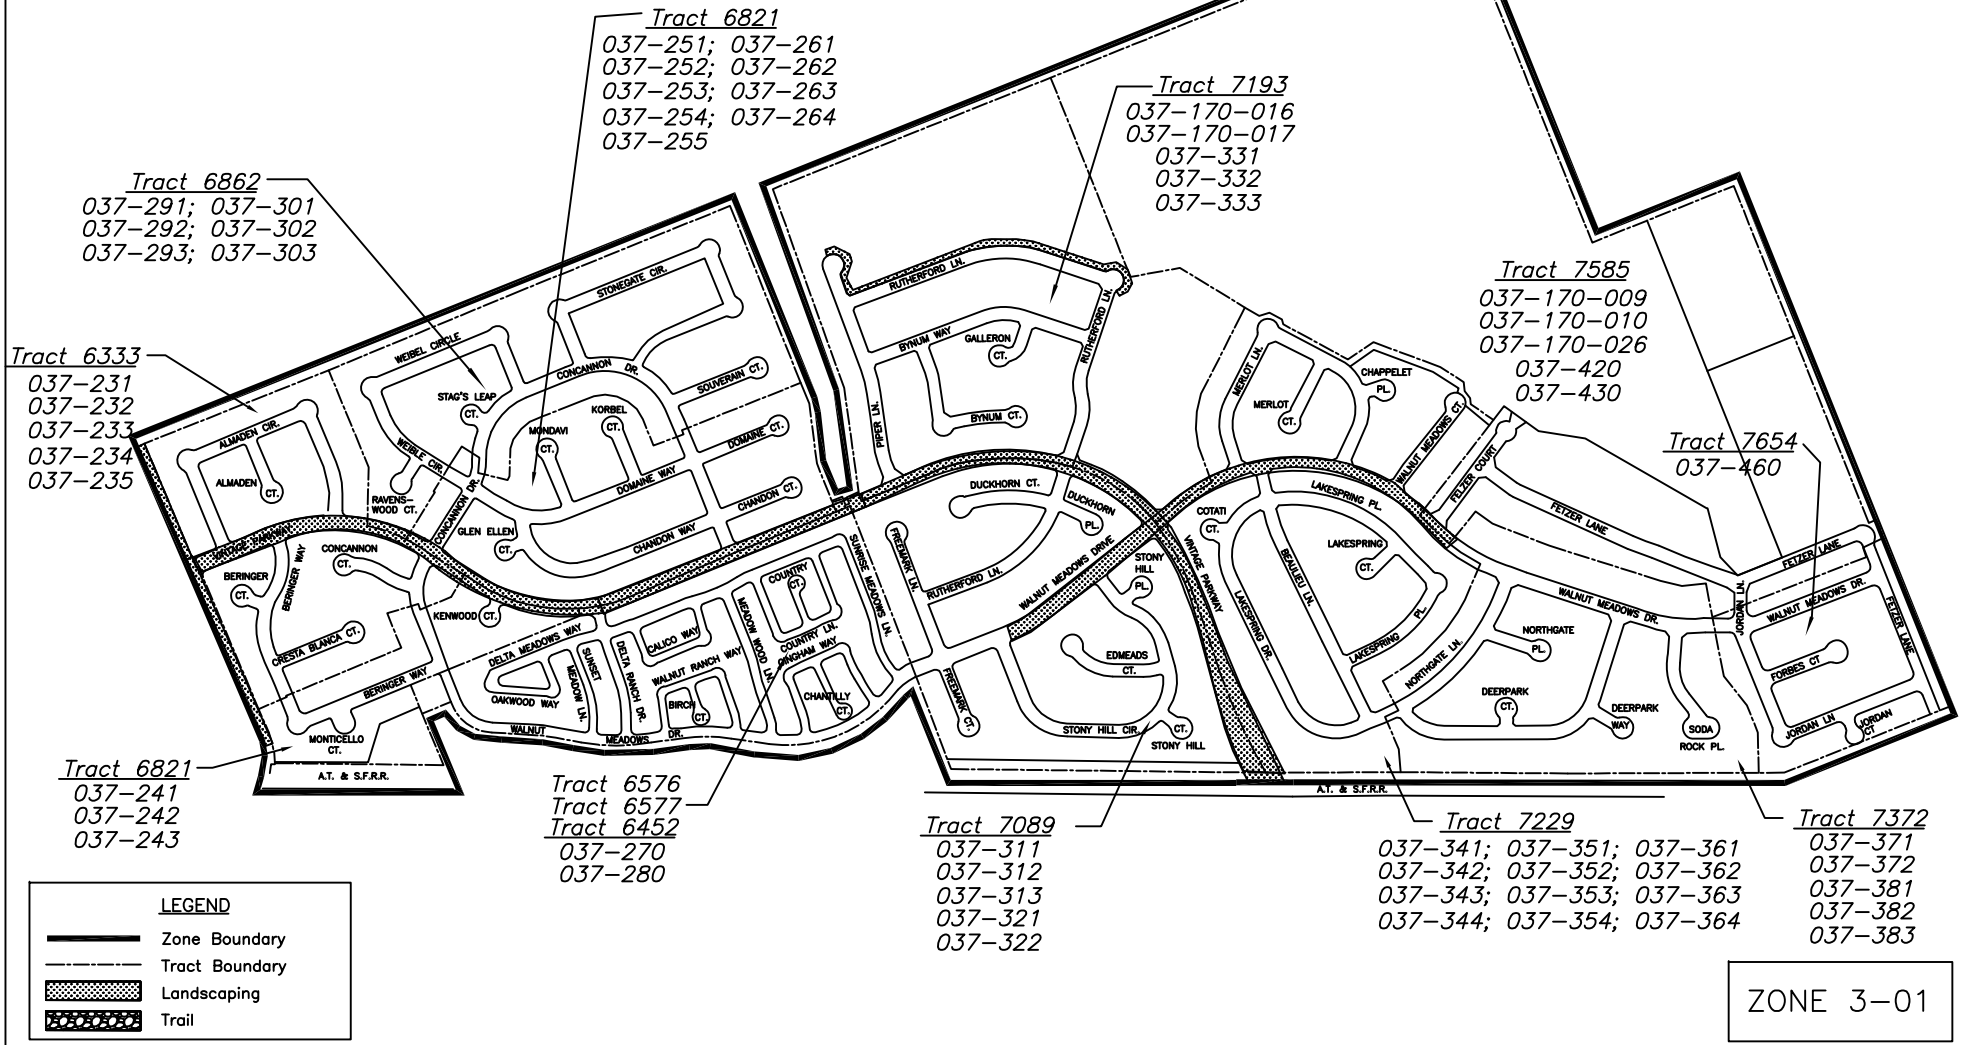 Tract 6821
037-251; 037-261
037-252; 037-262
037-253; 037-263
037-254; 037-264
037-255
Tract 7193
037-170-016
037-170-017
037-331
037-332
037-333
Tract 6862
037-291; 037-301
037-292; 037-302
037-293; 037-303
Tract 7585
037-170-009
037-170-010
037-170-026
037-420
037-430
Tract 6333
037-231
037-232
037-233
037-234
037-235
Tract 7654
037-460
STONEGATE CIR.
WEIBEL CIRCLE
CONCANNON DR.
SOUVERAIN CT.
STAG'S LEAP
CT.
KORBEL
CT.
MONDAVI
CT.
DOMAINE CT.
ALMADEN CIR.
WEIBLE CIR.
ALMADEN
CT.
RAVENS-
WOOD CT.
DOMAINE WAY
CHANDON CT.
CONCANNON DR.
GLEN ELLEN
CT.
CHANDON WAY
VINTAGE PARKWAY
BERINGER WAY
CONCANNON
CT.
BERINGER
CT.
KENWOOD CT.
CRESTA BLANCA CT.
BERINGER WAY
MONTICELLO
CT.
A.T. & S.F.R.R.
DELTA MEADOWS WAY
OAKWOOD WAY
SUNSET
MEADOW LN.
DELTA RANCH DR.
CALICO WAY
WALNUT RANCH WAY
BIRCH
CT.
MEADOW WOOD LN.
COUNTRY
CT.
COUNTRY LN.
GINGHAM WAY
CHANTILLY
CT.
WALNUT
MEADOWS DR.
SUNRISE MEADOWS LN.
RUTHERFORD LN.
RUTHERFORD LN.
BYNUM WAY
GALLERON
CT.
BYNUM CT.
PIPER LN.
DUCKHORN CT.
DUCKHORN
PL.
FREEMARK LN.
RUTHERFORD LN.
WALNUT MEADOWS DRIVE
STONY
HILL
PL.
EDMEADS
CT.
FREEMARK CT.
STONY HILL CIR.
CT.
STONY HILL
VINTAGE PARKWAY
MERLOT LN.
MERLOT
CT.
CHAPPELET
PL.
WALNUT MEADOWS CT.
FELZER COURT
FETZER LANE
COTATI
CT.
LAKESPRING PL.
LAKESPRING
CT.
BEAULIEU LN.
LAKESPRING DR.
LAKESPRING PL.
NORTHGATE LN.
NORTHGATE
PL.
WALNUT MEADOWS DR.
DEERPARK
CT.
DEERPARK
WAY
SODA
ROCK PL.
JORDAN LN.
FETZER LANE
WALNUT MEADOWS DR.
FETZER LANE
FORBES CT
JORDAN LN
JORDAN
CT
A.T. & S.F.R.R.
Tract 6821
037-241
037-242
037-243
Tract 6576
Tract 6577
Tract 6452
037-270
037-280
Tract 7089
037-311
037-312
037-313
037-321
037-322
Tract 7229
037-341; 037-351; 037-361
037-342; 037-352; 037-362
037-343; 037-353; 037-363
037-344; 037-354; 037-364
Tract 7372
037-371
037-372
037-381
037-382
037-383
LEGEND
Zone Boundary
Tract Boundary
Landscaping
Trail
ZONE 3-01